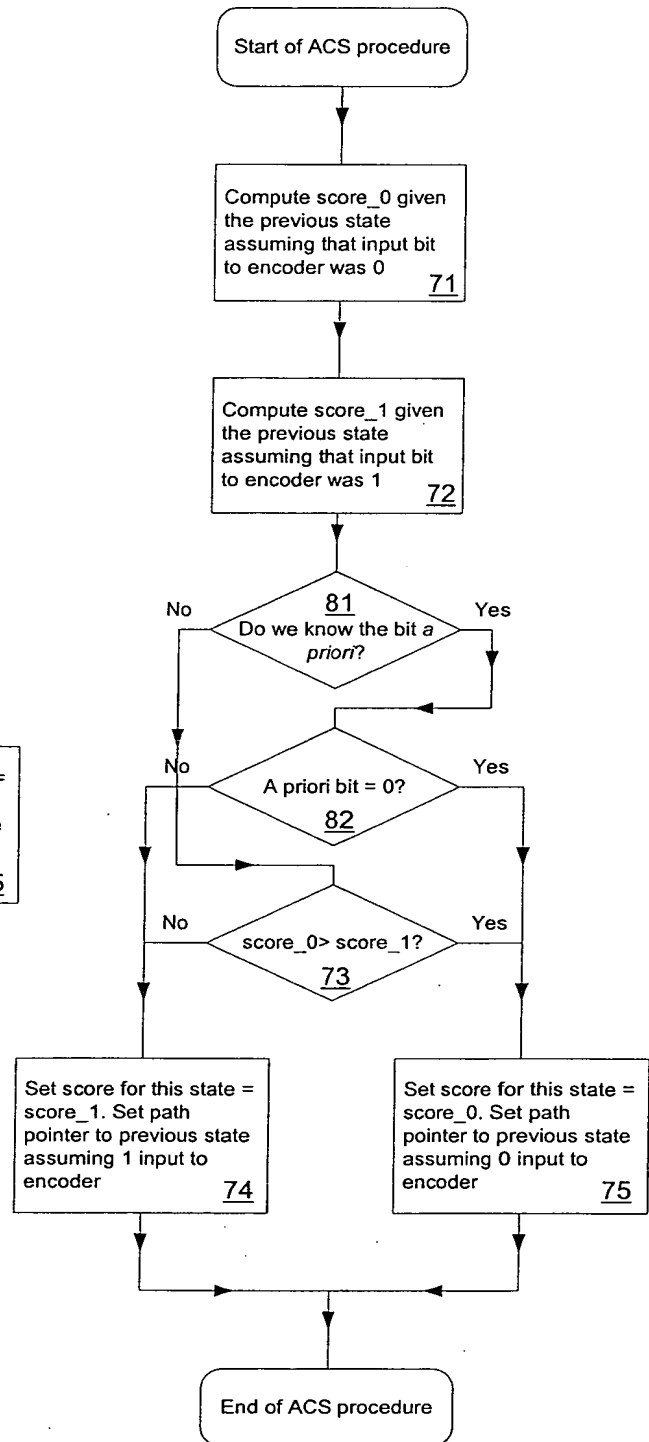 Start of ACS procedure
Compute score_0 given
the previous state
assuming that input bit
to encoder was 0
71
Compute score_1 given
the previous state
assuming that input bit
to encoder was 1
72
No
81
Yes
Do we know the bit a
priori?
No
A priori bit = 0?
Yes
82
=
No
score_0> score_1?
Yes
73
Set score for this state =
score_1. Set path
pointer to previous state
assuming 1 input to
encoder
74
Set score for this state =
score_0. Set path
pointer to previous state
assuming 0 input to
encoder
75
End of ACS procedure